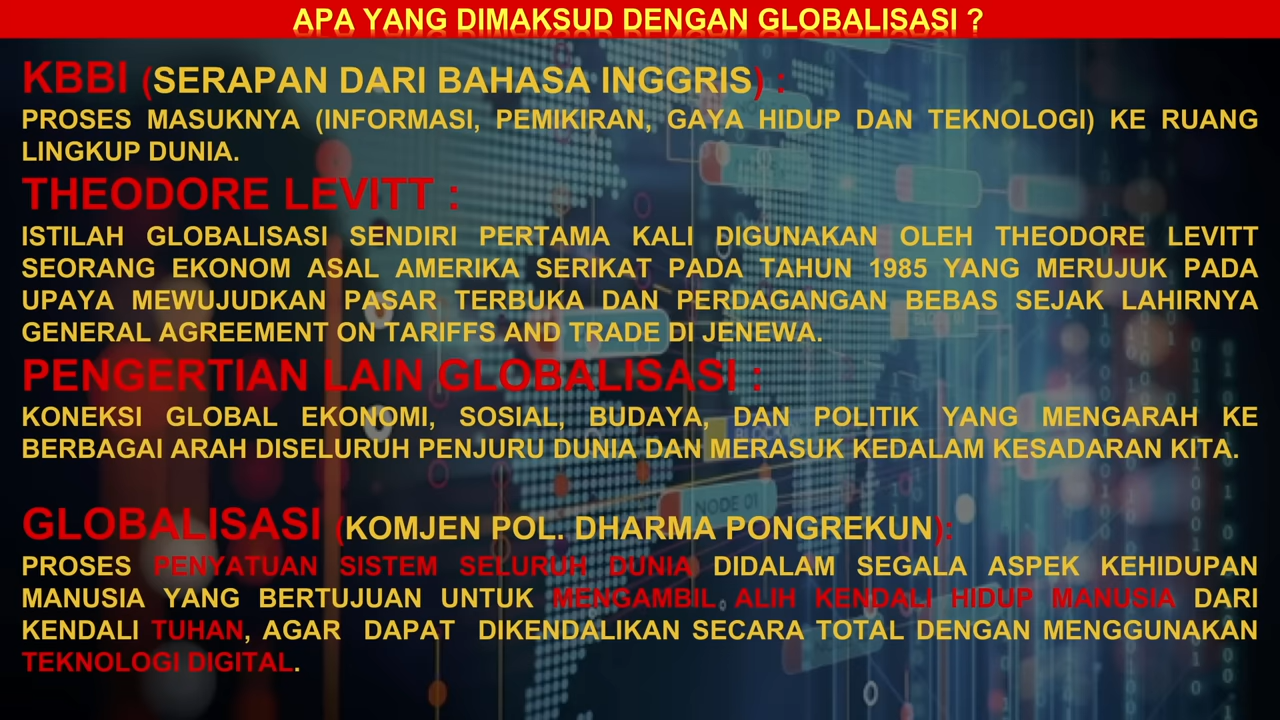 APA YANG DIMAKSUD DENGAN GLOBALISASI ?
KBBI (SERAPAN DARI BAHASA INGGRIS) :
PROSES MASUKNYA (INFORMASI, PEMIKIRAN, GAYA HIDUP DAN TEKNOLOGI) KE RUANG
LINGKUP DUNIA.
THEODORE LEVITT :
ISTILAH GLOBALISASI SENDIRI PERTAMA KALI DIGUNAKAN OLEH THEODORE LEVITT
SEORANG EKONOM ASAL AMERIKA SERIKAT PADA TAHUN 1985 YANG MERUJUK PADA
UPAYA MEWUJUDKAN PASAR TERBUKA DAN PERDAGANGAN BEBAS SEJAK LAHIRNYA
GENERAL AGREEMENT ON TARIFFS AND TRADE DI JENEWA.
PENGERTIAN LAIN GLOBALISASI :
KONEKSI GLOBAL EKONOMI, SOSIAL, BUDAYA, DAN POLITIK YANG MENGARAH KE
BERBAGAI ARAH DISELURUH PENJURU DUNIA DAN MERASUK KEDALAM KESADARAN KITA.
NODE 01
GLOBALISASI (KOMJEN POL. DHARMA PONGREKUN):
PROSES PENYATUAN SISTEM SELURUH DUNIA DIDALAM SEGALA ASPEK KEHIDUPAN
MANUSIA YANG BERTUJUAN UNTUK MENGAMBIL ALIH KENDALI HIDUP MANUSIA DARI
KENDALI TUHAN, AGAR DAPAT DIKENDALIKAN SECARA TOTAL DENGAN MENGGUNAKAN
TEKNOLOGI DIGITAL.